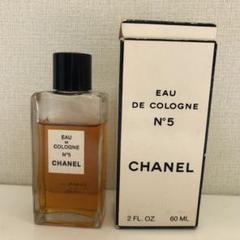 EAU
DE
COLOGNE
N°5
CHANEL
EAU
DE COLOGNE
N°5
CHANEL
2 FL. OZ 60 ML